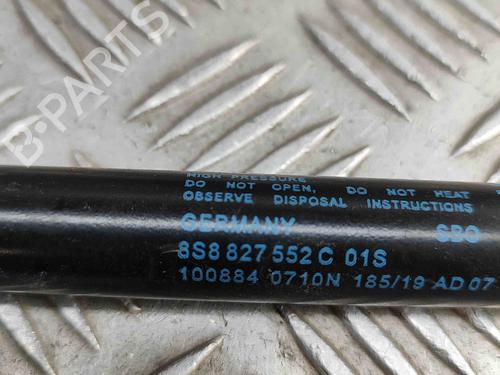 B-PARTS
HIGH PRESSURE
DO NOT OPEN, DO NOT HEAT
OBSERVE DISPOSAL INSTRUCTIONS
GERMANY SBO
8S8 827 552 C 01S
100884 0710N 185/19 AD 07